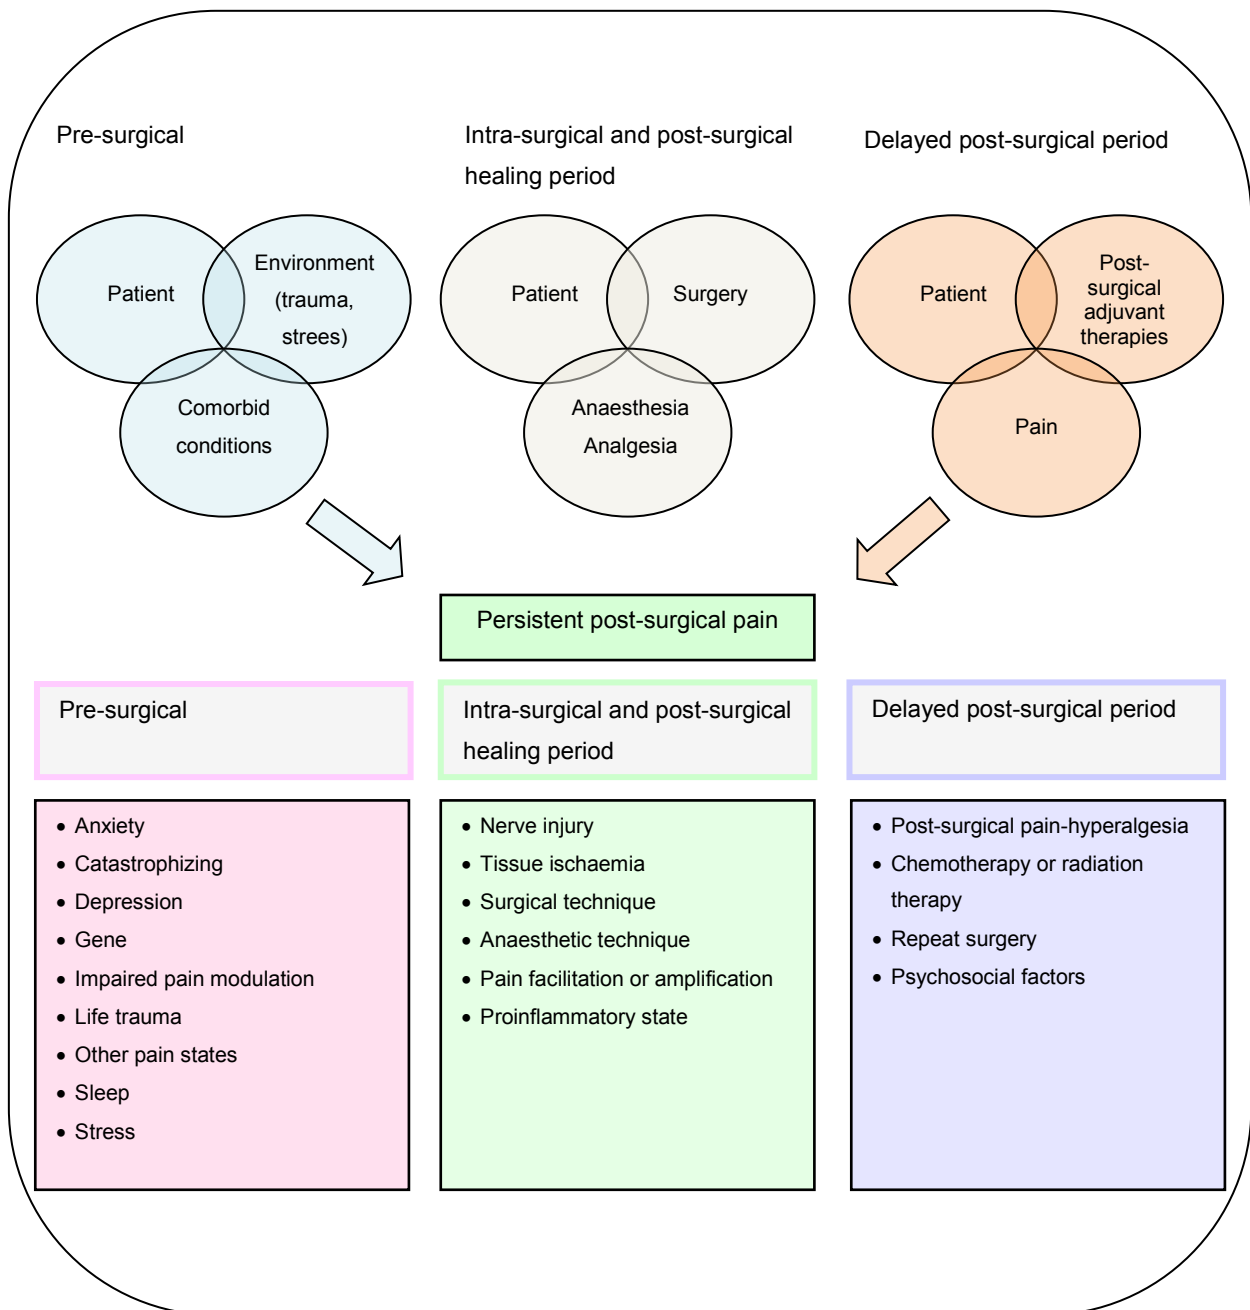 Pre-surgical
Intra-surgical and post-surgical
healing period
Delayed post-surgical period
Patient
Environment
(trauma,
strees)
Comorbid
conditions
Patient
Surgery
Anaesthesia
Analgesia
Patient
Post-
surgical
adjuvant
therapies
Pain
Persistent post-surgical pain
Pre-surgical
Intra-surgical and post-surgical
healing period
Delayed post-surgical period
• Anxiety
• Catastrophizing
• Depression
• Gene
• Impaired pain modulation
• Life trauma
• Other pain states
• Sleep
• Stress
• Nerve injury
• Tissue ischaemia
• Surgical technique
• Anaesthetic technique
• Pain facilitation or amplification
• Proinflammatory state
• Post-surgical pain-hyperalgesia
• Chemotherapy or radiation
therapy
• Repeat surgery
• Psychosocial factors